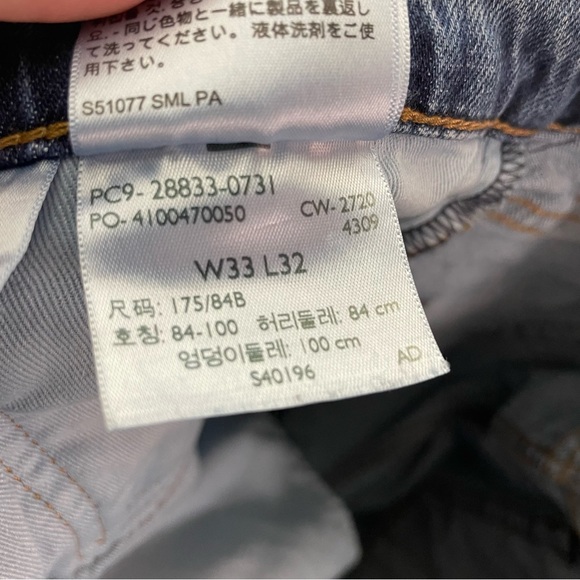 う - 同じ色物と一緒に製品を裏返し
て洗ってください。液体洗剤をご使
用下さい。
S51077 SML PA
PC9- 28833-0731
PO- 4100470050
CW- 2720
4309
W33 L32
尺码: 175/84B
호칭: 84-100 허리둘레: 84 cm
엉덩이둘레: 100 cm
AD
S40196